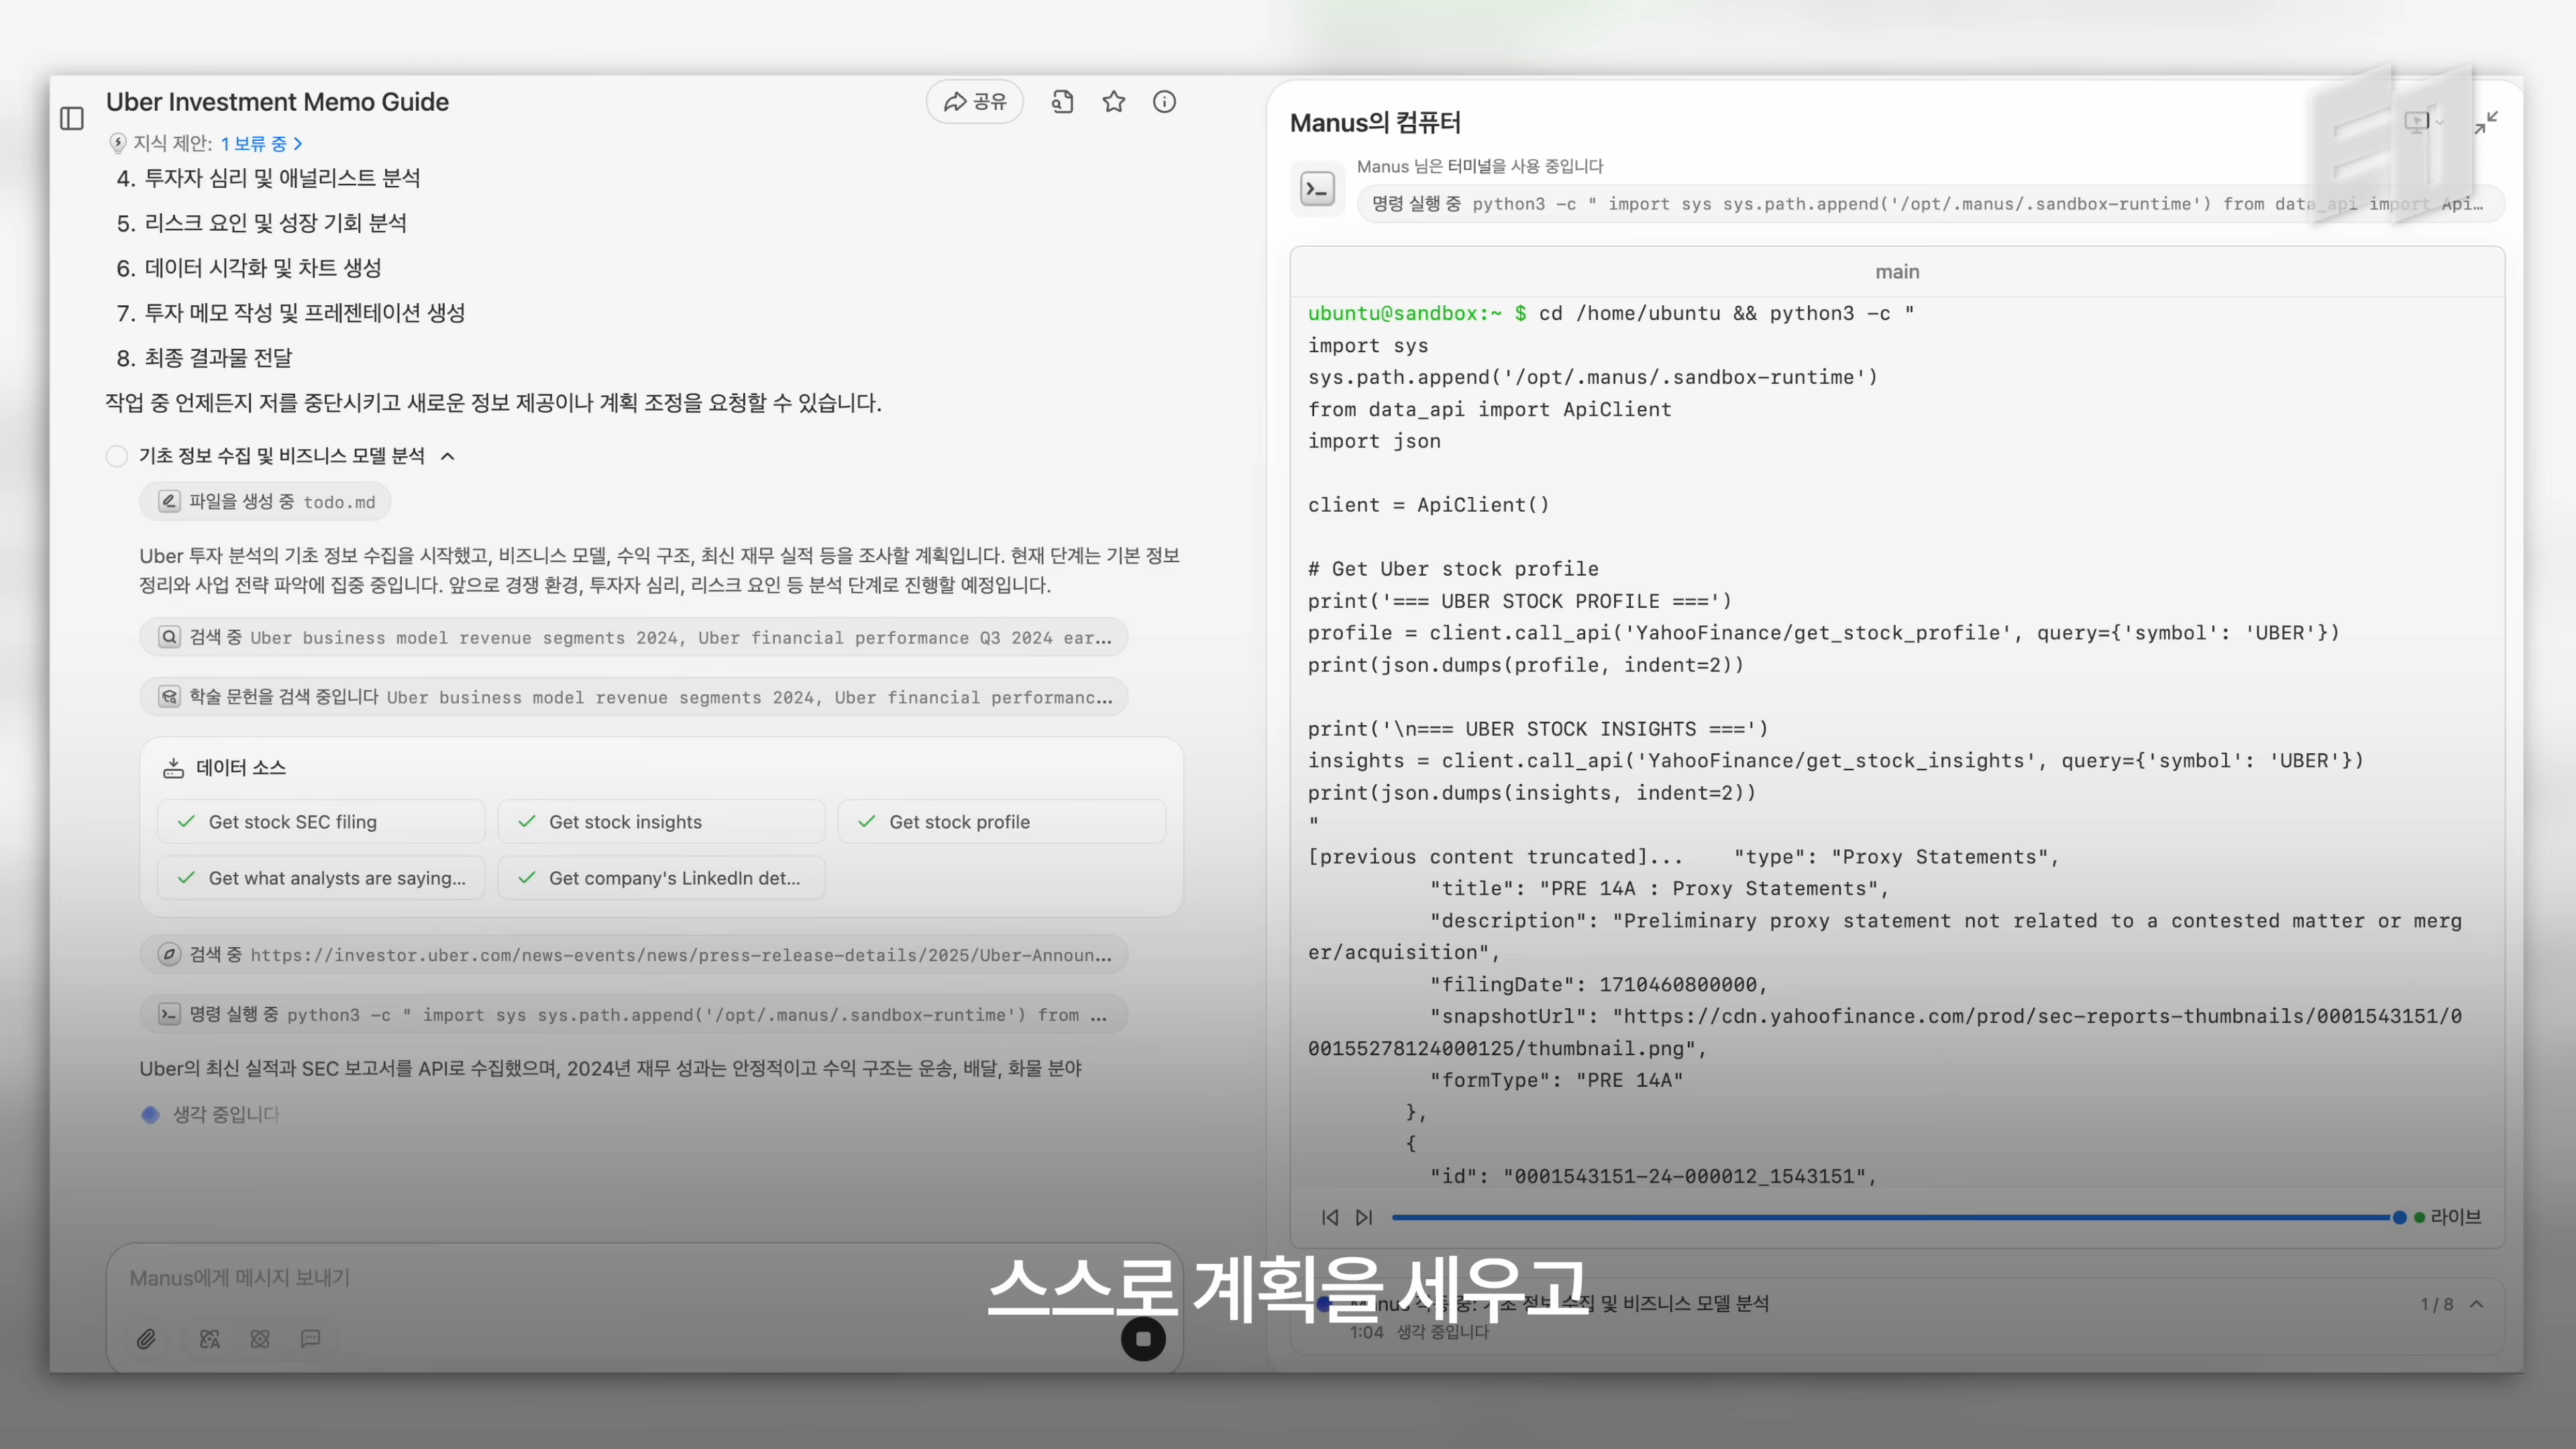 Uber Investment Memo Guide
공유
지식 제안: 1 보류 중
4. 투자자 심리 및 애널리스트 분석
5. 리스크 요인 및 성장 기회 분석
6. 데이터 시각화 및 차트 생성
7. 투자 메모 작성 및 프레젠테이션 생성
8. 최종 결과물 전달
작업 중 언제든지 저를 중단시키고 새로운 정보 제공이나 계획 조정을 요청할 수 있습니다.
기초 정보 수집 및 비즈니스 모델 분석
파일을 생성 중 todo.md
Uber 투자 분석의 기초 정보 수집을 시작했고, 비즈니스 모델, 수익 구조, 최신 재무 실적 등을 조사할 계획입니다. 현재 단계는 기본 정보
정리와 사업 전략 파악에 집중 중입니다. 앞으로 경쟁 환경, 투자자 심리, 리스크 요인 등 분석 단계로 진행할 예정입니다.
검색 중 Uber business model revenue segments 2024, Uber financial performance Q3 2024 ear...
학술 문헌을 검색 중입니다 Uber business model revenue segments 2024, Uber financial performanc...
데이터 소스
Get stock SEC filing
Get stock insights
Get stock profile
Get what analysts are saying...
Get company's LinkedIn det...
검색 중 https://investor.uber.com/news-events/news/press-release-details/2025/Uber-Announ...
명령 실행 중 python3 -c " import sys sys.path.append('/opt/.manus/.sandbox-runtime') from ...
Uber의 최신 실적과 SEC 보고서를 API로 수집했으며, 2024년 재무 성과는 안정적이고 수익 구조는 운송, 배달, 화물 분야
생각 중입니다
Manus에게 메시지 보내기
Manus의 컴퓨터
Manus 님은 터미널을 사용 중입니다
명령 실행 중 python3 -c " import sys sys.path.append('/opt/.manus/.sandbox-runtime') from data_api import Api...
main
ubuntu@sandbox:~ $ cd /home/ubuntu && python3 -c "
import sys
sys.path.append('/opt/.manus/.sandbox-runtime')
from data_api import ApiClient
import json
client = ApiClient()
# Get Uber stock profile
print('=== UBER STOCK PROFILE ===')
profile = client.call_api('YahooFinance/get_stock_profile', query={'symbol': 'UBER'})
print(json.dumps(profile, indent=2))
print('\n=== UBER STOCK INSIGHTS ===')
insights = client.call_api('YahooFinance/get_stock_insights', query={'symbol': 'UBER'})
print(json.dumps(insights, indent=2))
"
[previous content truncated]... "type": "Proxy Statements",
"title": "PRE 14A : Proxy Statements",
"description": "Preliminary proxy statement not related to a contested matter or merg
er/acquisition",
"filingDate": 1710460800000,
"snapshotUrl": "https://cdn.yahoofinance.com/prod/sec-reports-thumbnails/0001543151/0
00155278124000125/thumbnail.png",
"formType": "PRE 14A"
},
{
"id": "0001543151-24-000012_1543151",
라이브
스스로 계획을 세우고
Manus 작동 중: 기초 정보 수집 및 비즈니스 모델 분석
1 / 8
1:04 생각 중입니다
EO